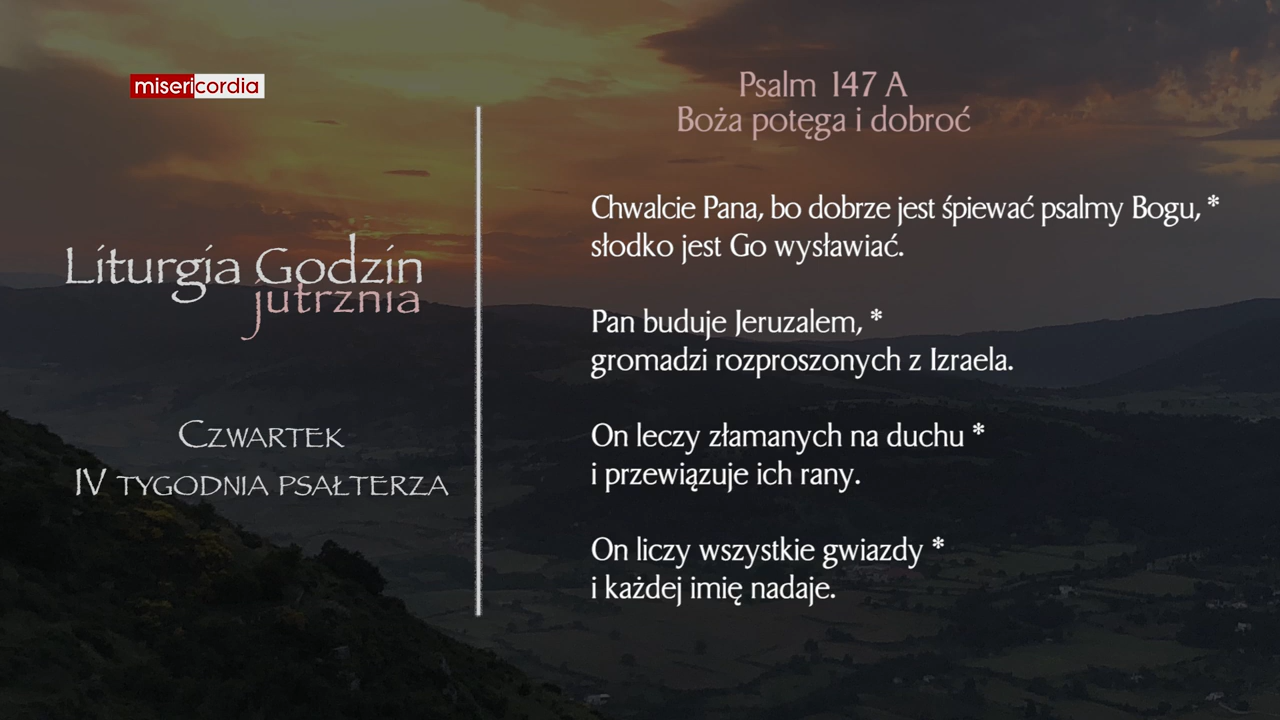 misericordia
Liturgia Godzin
jutrznia
Czwartek
IV tygodnia psałterza
Psalm 147 A
Boża potęga i dobroć
Chwalcie Pana, bo dobrze jest śpiewać psalmy Bogu, *
słodko jest Go wysławiać.
Pan buduje Jeruzalem, *
gromadzi rozproszonych z Izraela.
On leczy złamanych na duchu *
i przewiązuje ich rany.
On liczy wszystkie gwiazdy *
i każdej imię nadaje.